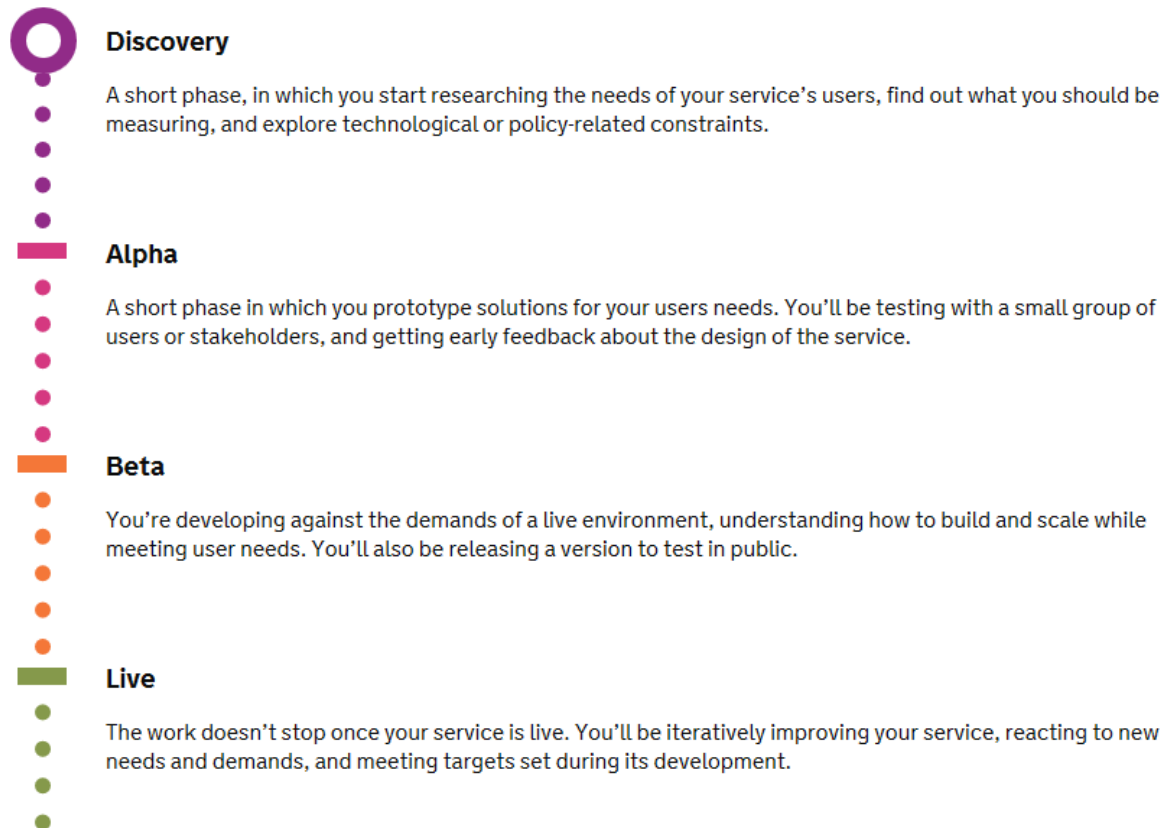 Discovery
A short phase, in which you start researching the needs of your service’s users, find out what you should be
measuring, and explore technological or policy-related constraints.
Alpha
A short phase in which you prototype solutions for your users needs. You’ll be testing with a small group of
users or stakeholders, and getting early feedback about the design of the service.
Beta
You’re developing against the demands of a live environment, understanding how to build and scale while
meeting user needs. You’ll also be releasing a version to test in public.
Live
The work doesn’t stop once your service is live. You’ll be iteratively improving your service, reacting to new
needs and demands, and meeting targets set during its development.